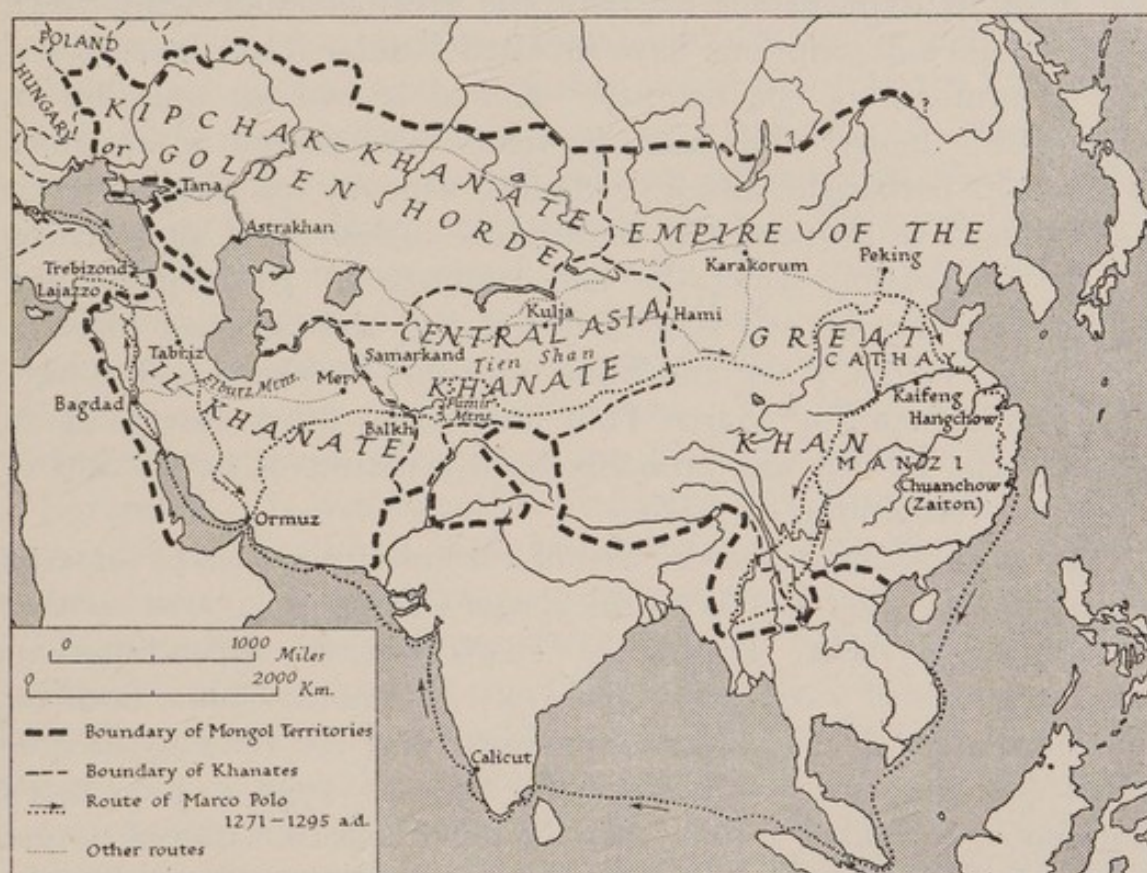 POLAND
HUNGARY
KIPCHAK-KHANATE
or GOLDEN HORDE
Tana
Astrakhan
EMPIRE OF THE
GREAT
KHAN
Karakorum
Peking
Trebizond
Lajazzo
Kulja
Hami
CENTRAL ASIA
Tien Shan
KHANATE
CATHAY
Tabriz
Samarkand
Elburz Mtns.
Merv
Pamir
Mtns.
IL-KHANATE
Bagdad
Balkh
Kaifeng
Hangchow
MANZI
Chuanchow
(Zaiton)
Ormuz
?
?
Calicut
0 1000 Miles
0 2000 Km.
Boundary of Mongol Territories
Boundary of Khanates
Route of Marco Polo
1271-1295 a.d.
Other routes